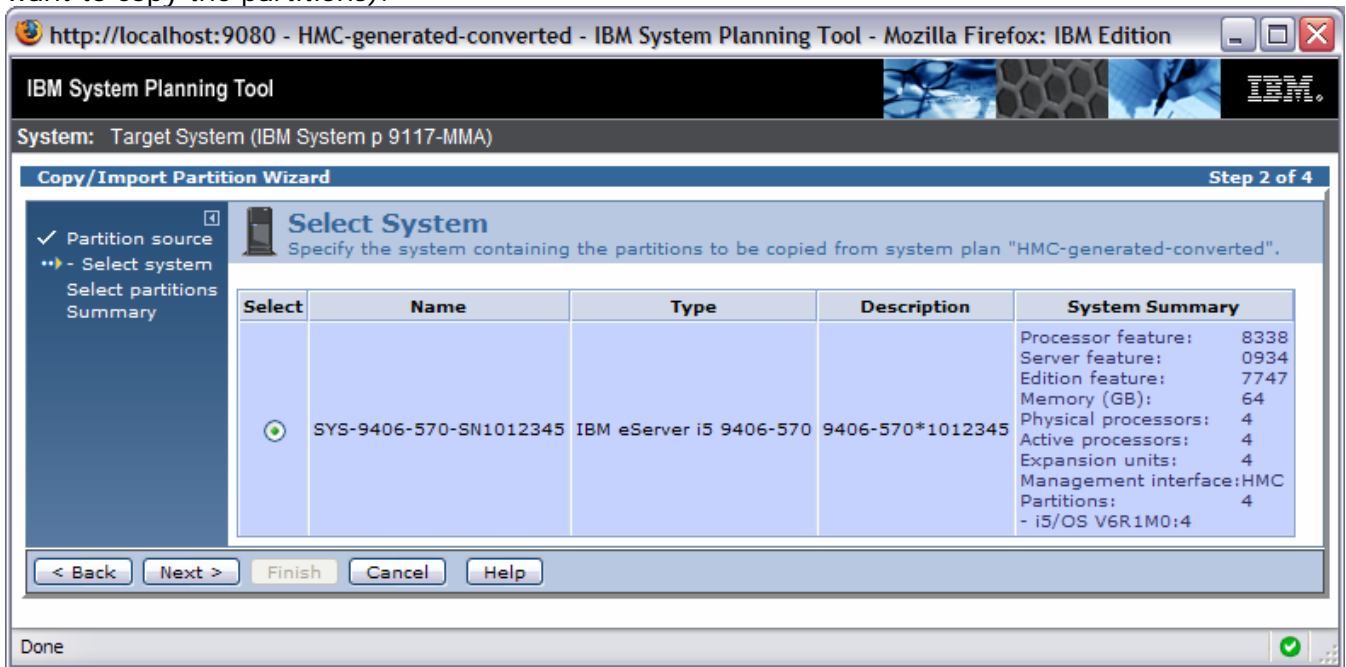 want to copy the partitions).
http://localhost:9080 - HMC-generated-converted - IBM System Planning Tool - Mozilla Firefox: IBM Edition
IBM System Planning Tool
IBM.
System: Target System (IBM System p 9117-MMA)
Copy/Import Partition Wizard Step 2 of 4
Partition source
- Select system
Select partitions
Summary
Select System
Specify the system containing the partitions to be copied from system plan "HMC-generated-converted".
Select Name Type Description System Summary
SYS-9406-570-SN1012345 IBM eServer i5 9406-570 9406-570*1012345
Processor feature: 8338
Server feature: 0934
Edition feature: 7747
Memory (GB): 64
Physical processors: 4
Active processors: 4
Expansion units: 4
Management interface:HMC
Partitions: 4
- i5/OS V6R1M0:4
< Back Next > Finish Cancel Help
Done